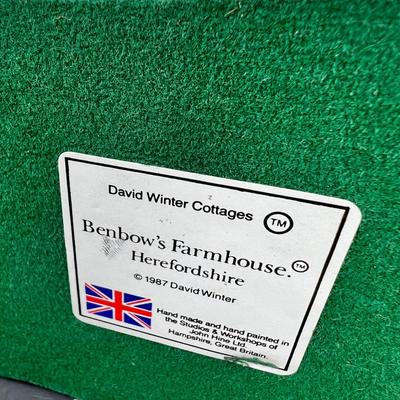 David Winter Cottages ™
Benbow's Farmhouse.™
Herefordshire
© 1987 David Winter
Hand made and hand painted in
the Studios & Workshops of
John Hine Ltd.
Hampshire, Great Britain.